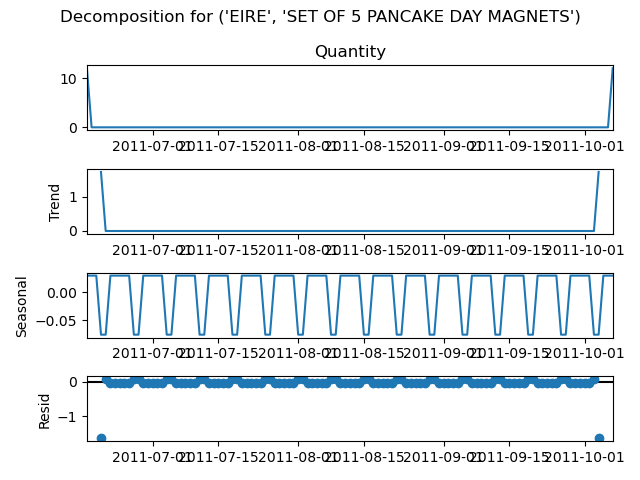 Decomposition for ('EIRE', 'SET OF 5 PANCAKE DAY MAGNETS')
Quantity
10
0
2011-07-01 2011-07-15 2011-08-01 2011-08-15 2011-09-01 2011-09-15 2011-10-01
Trend
1
0
2011-07-01 2011-07-15 2011-08-01 2011-08-15 2011-09-01 2011-09-15 2011-10-01
Seasonal
0.00
−0.05
2011-07-01 2011-07-15 2011-08-01 2011-08-15 2011-09-01 2011-09-15 2011-10-01
Resid
0
−1
2011-07-01 2011-07-15 2011-08-01 2011-08-15 2011-09-01 2011-09-15 2011-10-01